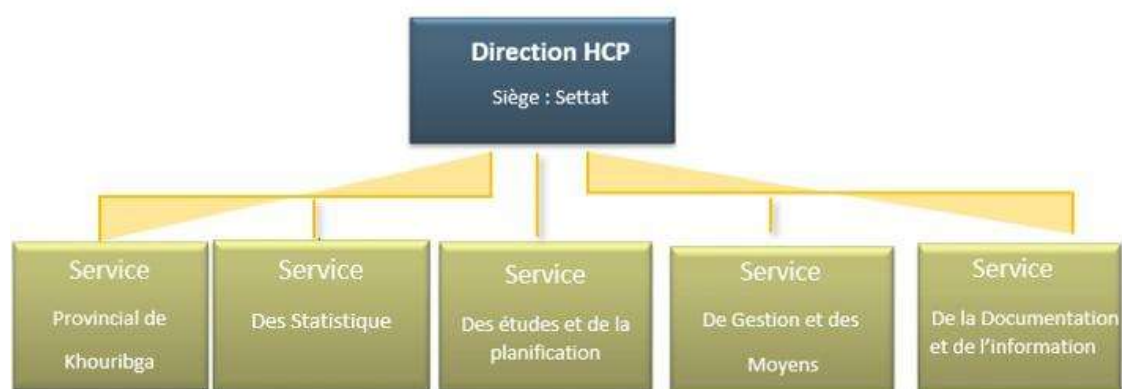 Direction HCP
Siège : Settat
Service
Provincial de
Khouribga
Service
Des Statistique
Service
Des études et de la
planification
Service
De Gestion et des
Moyens
Service
De la Documentation
et de l'information